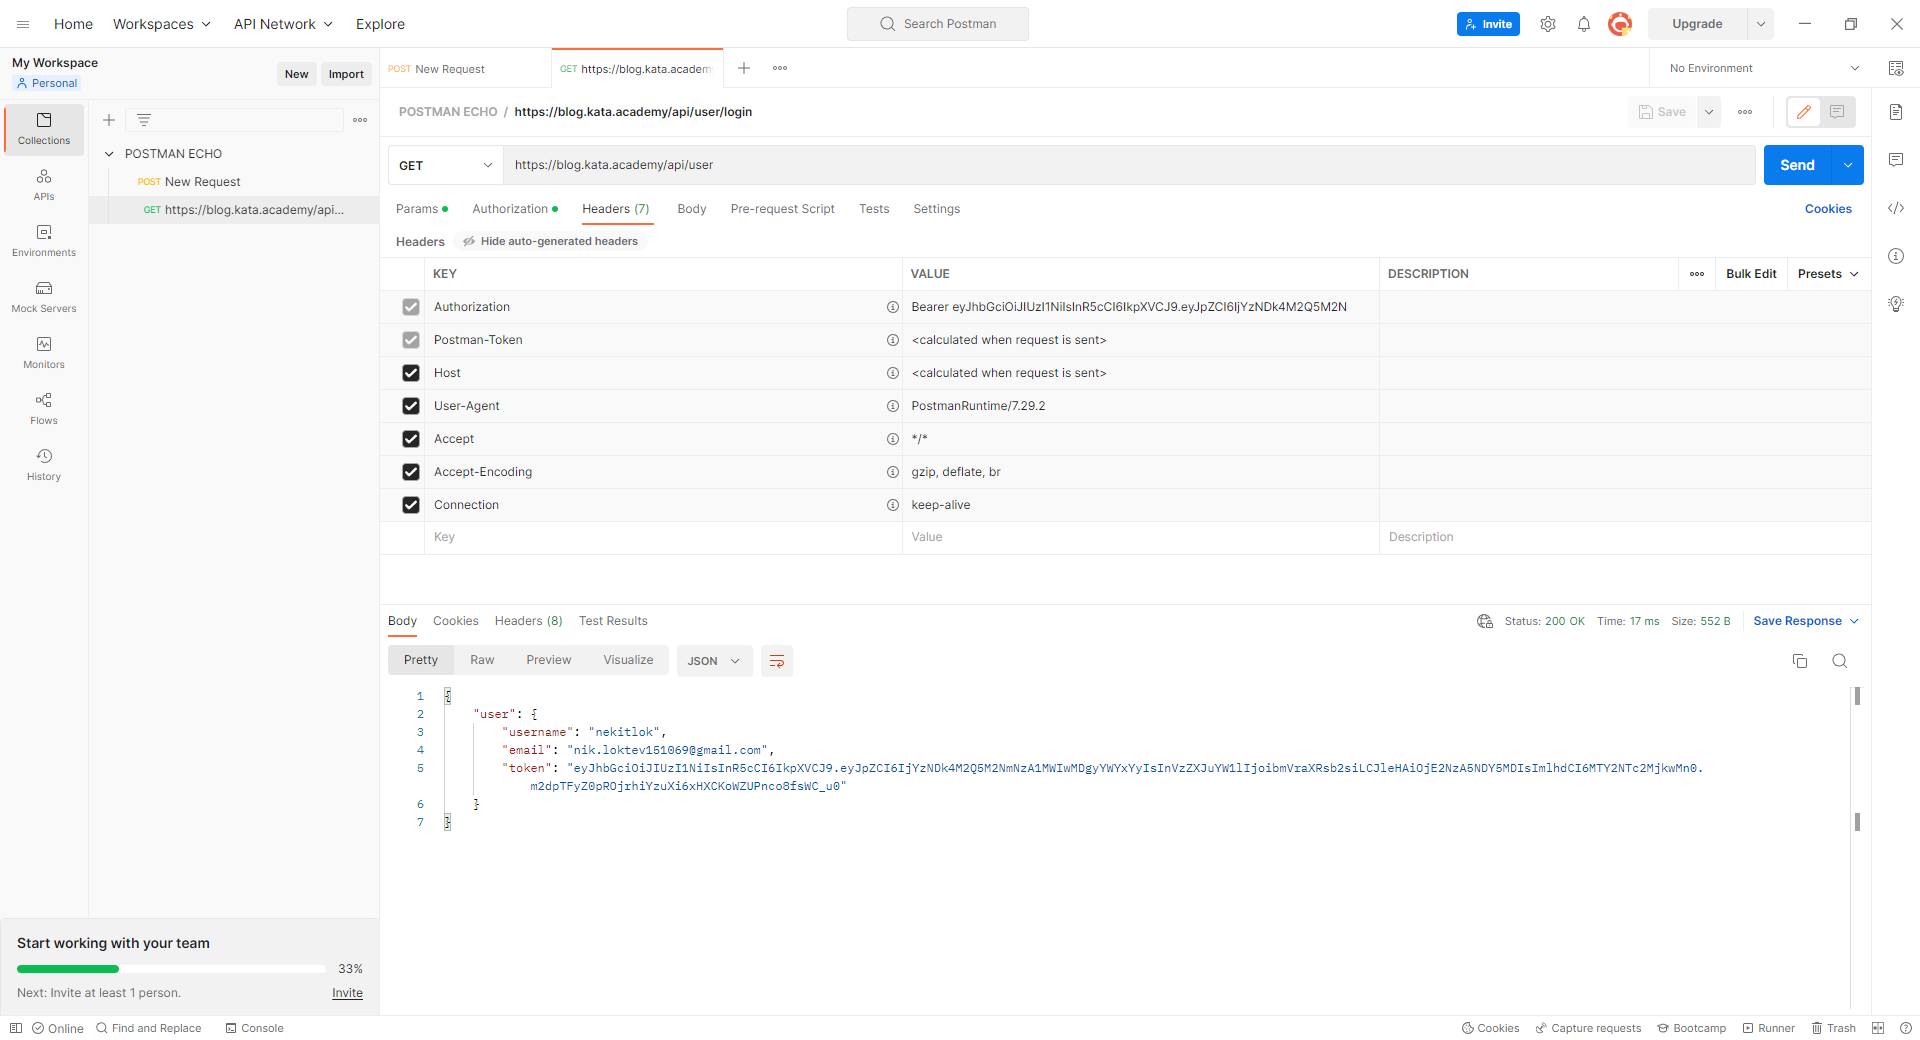 Home Workspaces API Network Explore Search Postman Invite Upgrade
My Workspace
Personal
New Import
POST New Request GET https://blog.kata.academ No Environment
POSTMAN ECHO / https://blog.kata.academy/api/user/login Save
Collections
APIs
Environments
Mock Servers
Monitors
Flows
History
POSTMAN ECHO
POST New Request
GET https://blog.kata.academy/api...
GET https://blog.kata.academy/api/user Send
Params Authorization Headers (7) Body Pre-request Script Tests Settings Cookies
Headers Hide auto-generated headers
KEY VALUE DESCRIPTION Bulk Edit Presets
Authorization Bearer eyJhbGciOiJIUzI1NiIsInR5cCI6IkpXVCJ9.eyJpZCI6IjYzNDk4M2Q5M2N
Postman-Token <calculated when request is sent>
Host <calculated when request is sent>
User-Agent PostmanRuntime/7.29.2
Accept */*
Accept-Encoding gzip, deflate, br
Connection keep-alive
Key Value Description
Body Cookies Headers (8) Test Results Status: 200 OK Time: 17 ms Size: 552 B Save Response
Pretty Raw Preview Visualize JSON
1 {
2 "user": {
3 "username": "nekitlok",
4 "email": "nik.loktev151069@gmail.com",
5 "token": "eyJhbGciOiJIUzI1NiIsInR5cCI6IkpXVCJ9.eyJpZCI6IjYzNDk4M2Q5M2NmNzA1MWIwMDgyYWYxYyIsInVzZXJuYW1lIjoibmVraXRsb2siLCJleHAiOjE2NzA5NDY5MDIsImlhdCI6MTY2NTc2MjkwMn0.
m2dpTFyZ0pROjrhiYzuXi6xHXCKoWZUPnco8fsWC_u0"
6 }
7 }
Start working with your team
33%
Next: Invite at least 1 person. Invite
Online Find and Replace Console Cookies Capture requests Bootcamp Runner Trash